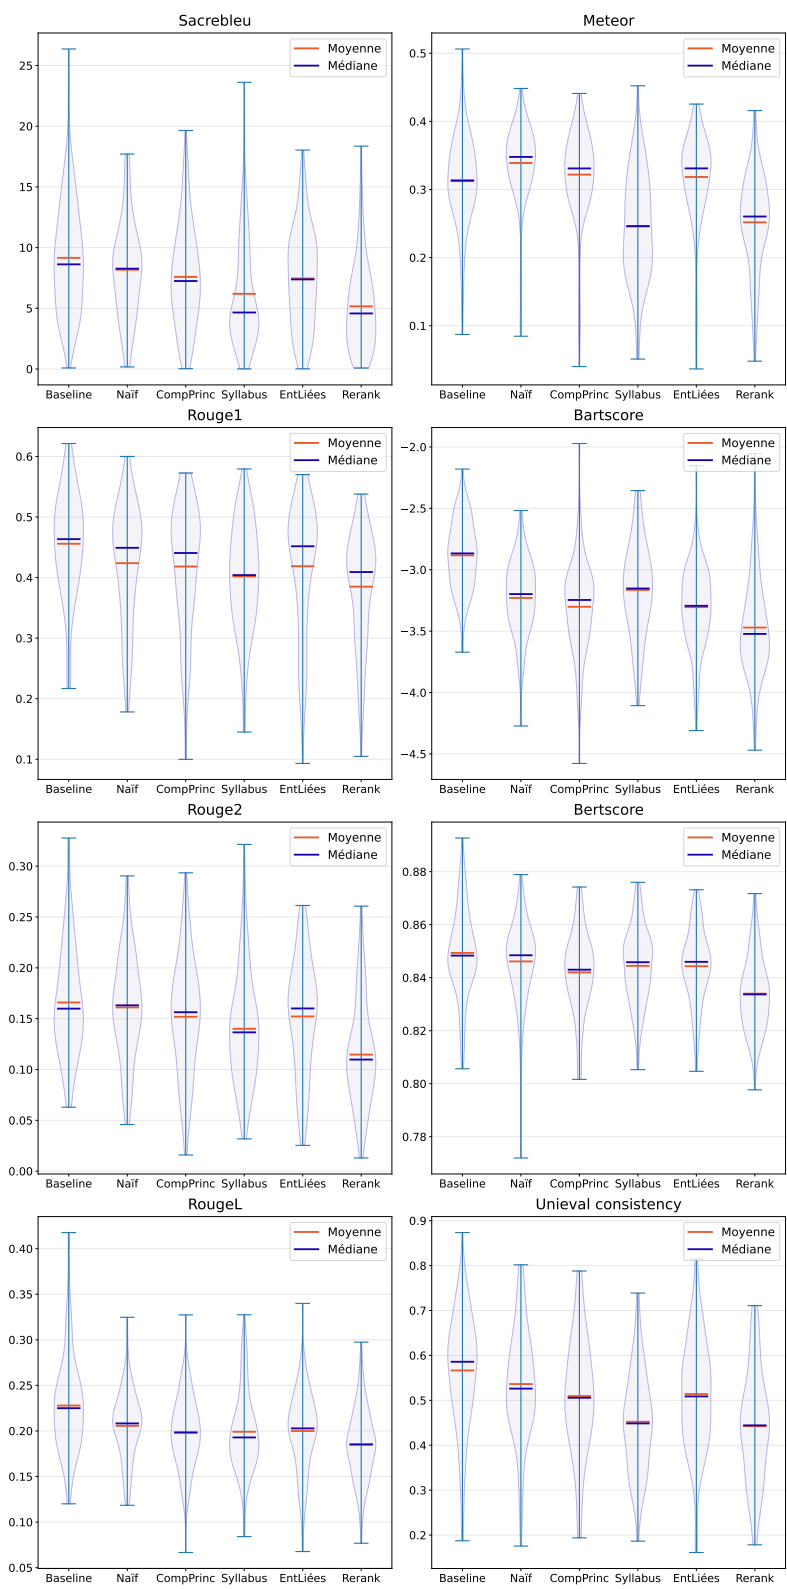 Sacrebleu
Moyenne
Médiane
25
20
15
10
5
0
Baseline Naïf CompPrinc Syllabus EntLiées Rerank
Meteor
Moyenne
Médiane
0.5
0.4
0.3
0.2
0.1
Baseline Naïf CompPrinc Syllabus EntLiées Rerank
Rouge1
Moyenne
Médiane
0.6
0.5
0.4
0.3
0.2
0.1
Baseline Naïf CompPrinc Syllabus EntLiées Rerank
Bartscore
Moyenne
Médiane
−2.0
−2.5
−3.0
−3.5
−4.0
−4.5
Baseline Naïf CompPrinc Syllabus EntLiées Rerank
Rouge2
Moyenne
Médiane
0.30
0.25
0.20
0.15
0.10
0.05
0.00
Baseline Naïf CompPrinc Syllabus EntLiées Rerank
Bertscore
Moyenne
Médiane
0.88
0.86
0.84
0.82
0.80
0.78
Baseline Naïf CompPrinc Syllabus EntLiées Rerank
RougeL
Moyenne
Médiane
0.40
0.35
0.30
0.25
0.20
0.15
0.10
0.05
Baseline Naïf CompPrinc Syllabus EntLiées Rerank
Unieval consistency
Moyenne
Médiane
0.9
0.8
0.7
0.6
0.5
0.4
0.3
0.2
Baseline Naïf CompPrinc Syllabus EntLiées Rerank